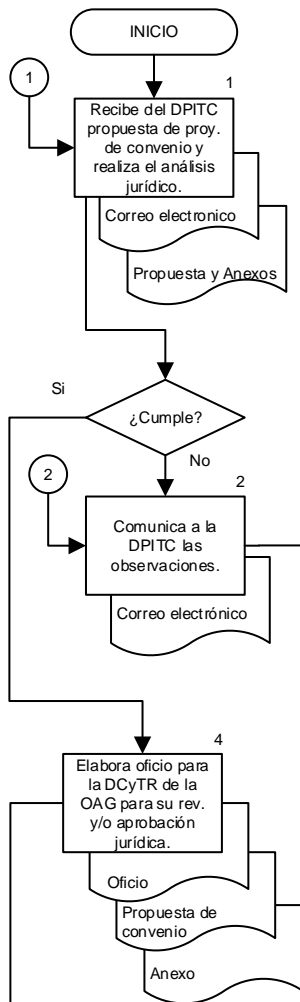 INICIO
1
1
Recibe del DPITC
propuesta de proy.
de convenio y
realiza el análisis
jurídico.
Correo electronico
Propuesta y Anexos
Si
¿Cumple?
No
2
2
Comunica a la
DPITC las
observaciones.
Correo electrónico
4
Elabora oficio para
la DCyTR de la
OAG para su rev.
y/o aprobación
jurídica.
Oficio
Propuesta de
convenio
Anexo